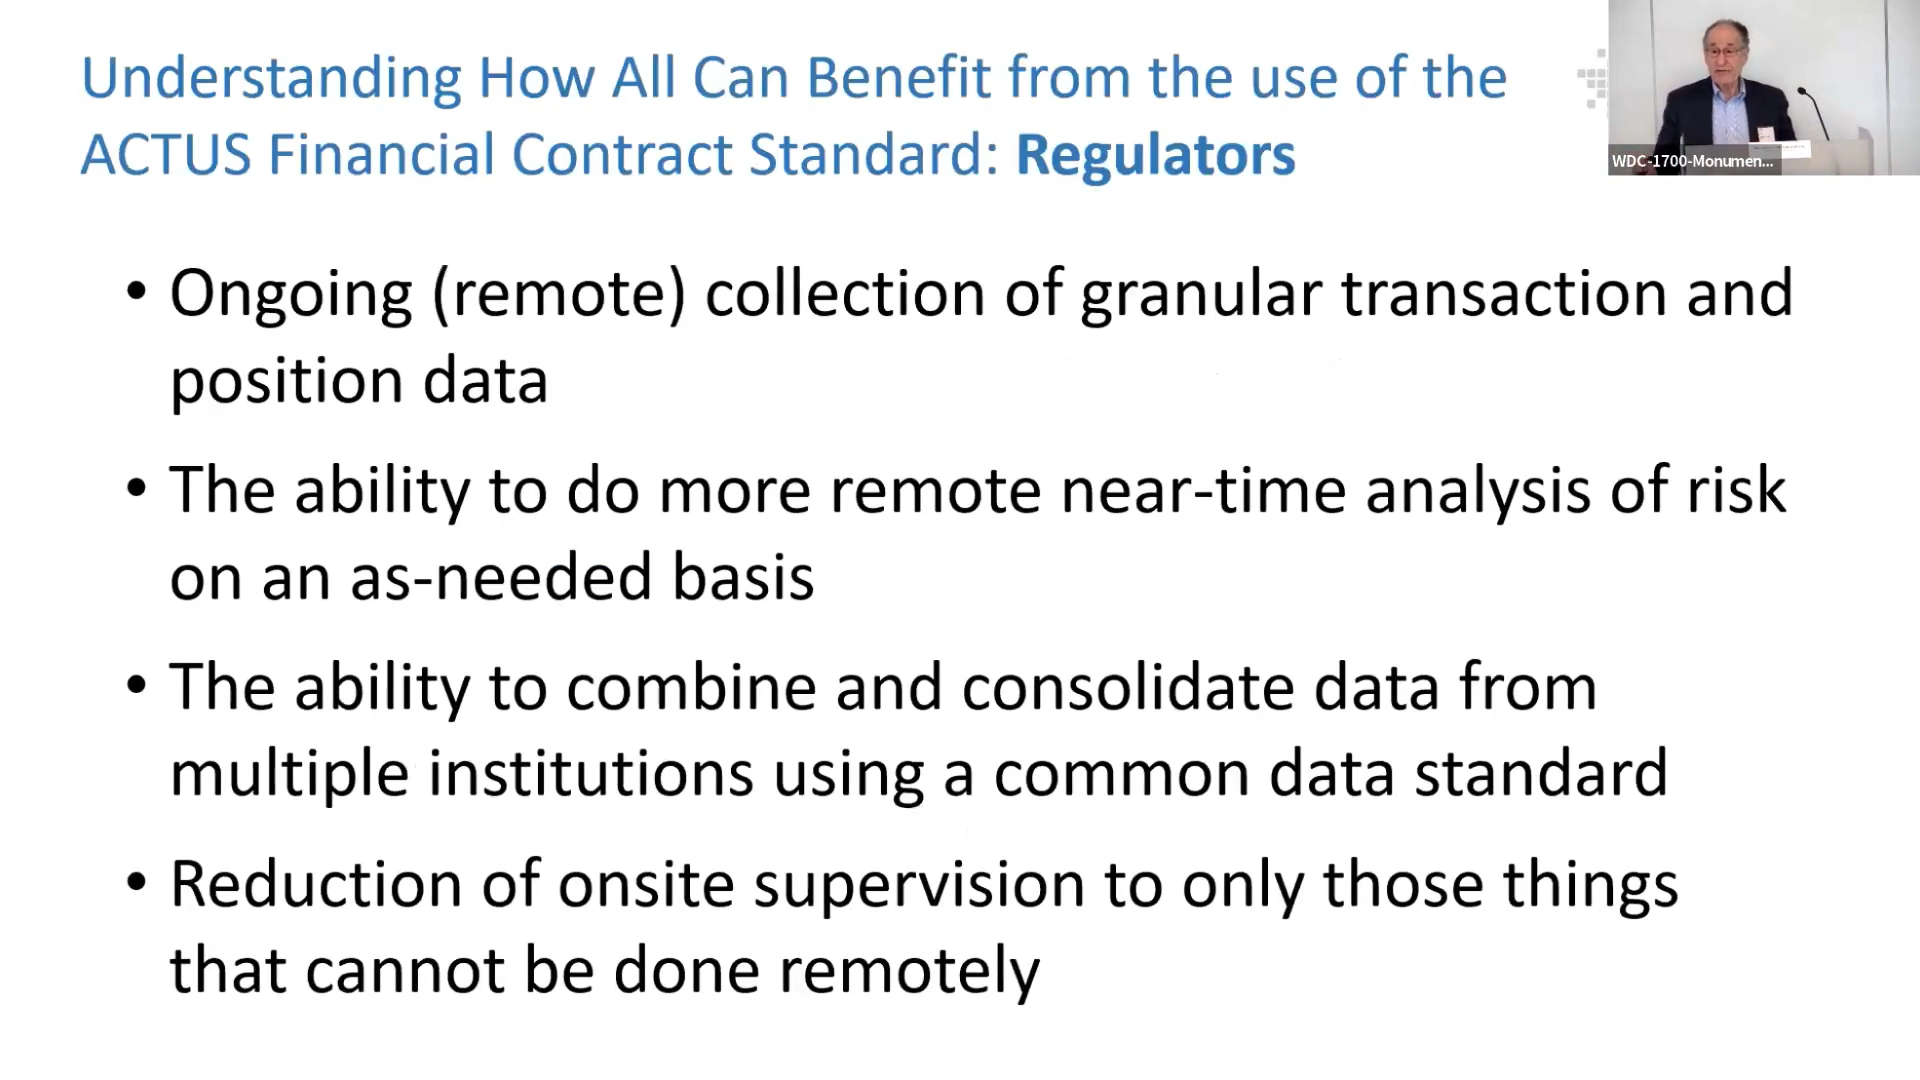 Understanding How All Can Benefit from the use of the
ACTUS Financial Contract Standard: Regulators
WDC-1700-Monumen...
• Ongoing (remote) collection of granular transaction and
position data
• The ability to do more remote near-time analysis of risk
on an as-needed basis
• The ability to combine and consolidate data from
multiple institutions using a common data standard
• Reduction of onsite supervision to only those things
that cannot be done remotely